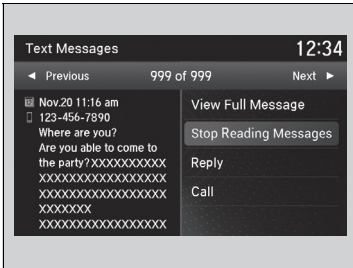 Text Messages 12:34
◄ Previous 999 of 999 Next ►
Nov.20 11:16 am
123-456-7890
Where are you?
Are you able to come to
the party?XXXXXXXXXX
XXXXXXXXXXXXXXXXX
XXXXXXXXXXXXXXXXX
XXXXXXX
XXXXXXXXXXXXXXXXX
View Full Message
Stop Reading Messages
Reply
Call